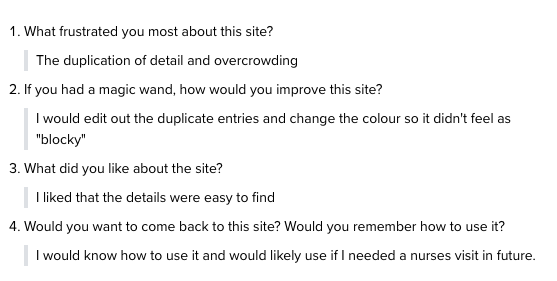 1. What frustrated you most about this site?
The duplication of detail and overcrowding
2. If you had a magic wand, how would you improve this site?
I would edit out the duplicate entries and change the colour so it didn't feel as
"blocky"
3. What did you like about the site?
I liked that the details were easy to find
4. Would you want to come back to this site? Would you remember how to use it?
I would know how to use it and would likely use if I needed a nurses visit in future.